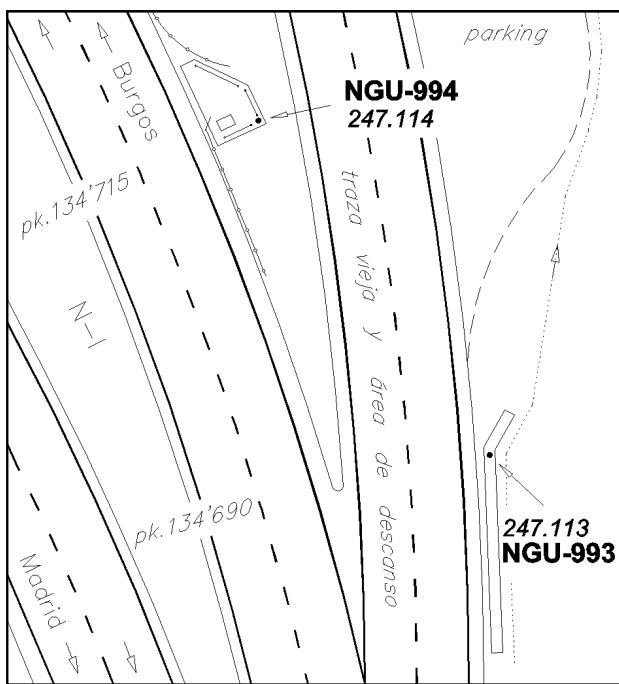 parking
Burgos
NGU-994
247.114
pk.134'715
traza vieja y área de descanso
N-I
pk.134'690
247.113
NGU-993
Madrid